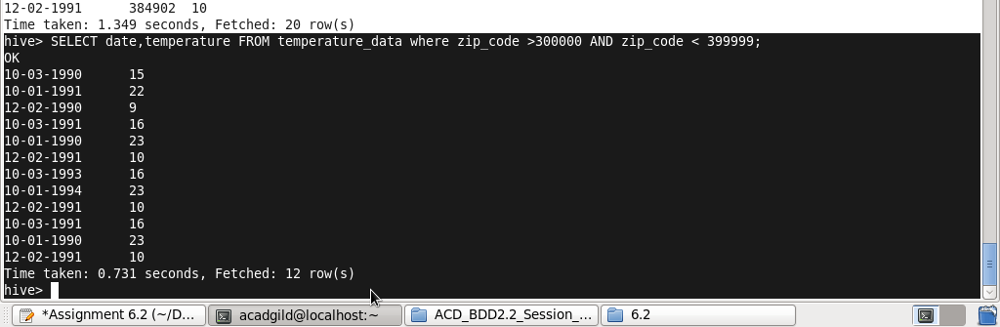 12-02-1991      384902  10
Time taken: 1.349 seconds, Fetched: 20 row(s)
hive> SELECT date,temperature FROM temperature_data where zip_code >300000 AND zip_code < 399999;
OK
10-03-1990      15
10-01-1991      22
12-02-1990      9
10-03-1991      16
10-01-1990      23
12-02-1991      10
10-03-1993      16
10-01-1994      23
12-02-1991      10
10-03-1991      16
10-01-1990      23
12-02-1991      10
Time taken: 0.731 seconds, Fetched: 12 row(s)
hive>
*Assignment 6.2 (~/D... acadgild@localhost:~ ACD_BDD2.2_Session_... 6.2